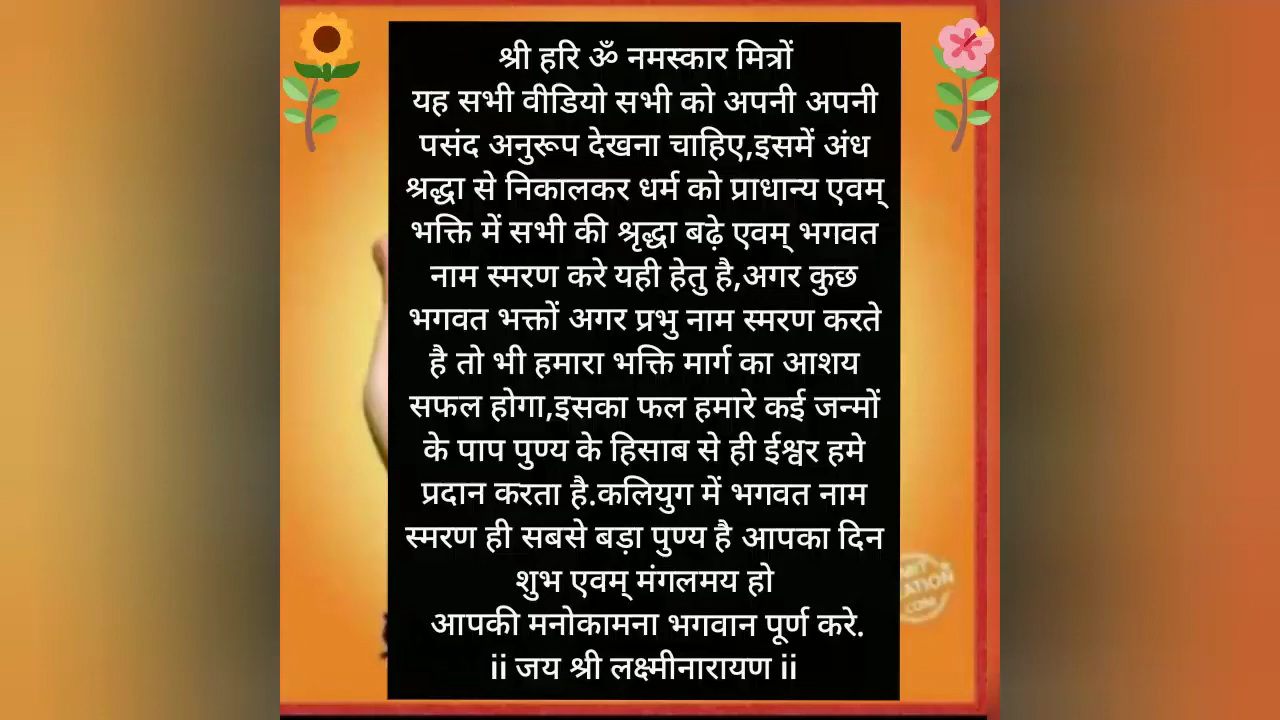 श्री हरि ॐ नमस्कार मित्रों
यह सभी वीडियो सभी को अपनी अपनी
पसंद अनुरूप देखना चाहिए,इसमें अंध
श्रद्धा से निकालकर धर्म को प्राधान्य एवम्
भक्ति में सभी की श्रृद्धा बढ़े एवम् भगवत
नाम स्मरण करे यही हेतु है,अगर कुछ
भगवत भक्तों अगर प्रभु नाम स्मरण करते
है तो भी हमारा भक्ति मार्ग का आशय
सफल होगा,इसका फल हमारे कई जन्मों
के पाप पुण्य के हिसाब से ही ईश्वर हमे
प्रदान करता है.कलियुग में भगवत नाम
स्मरण ही सबसे बड़ा पुण्य है आपका दिन
शुभ एवम् मंगलमय हो
आपकी मनोकामना भगवान पूर्ण करे.
ii जय श्री लक्ष्मीनारायण ii